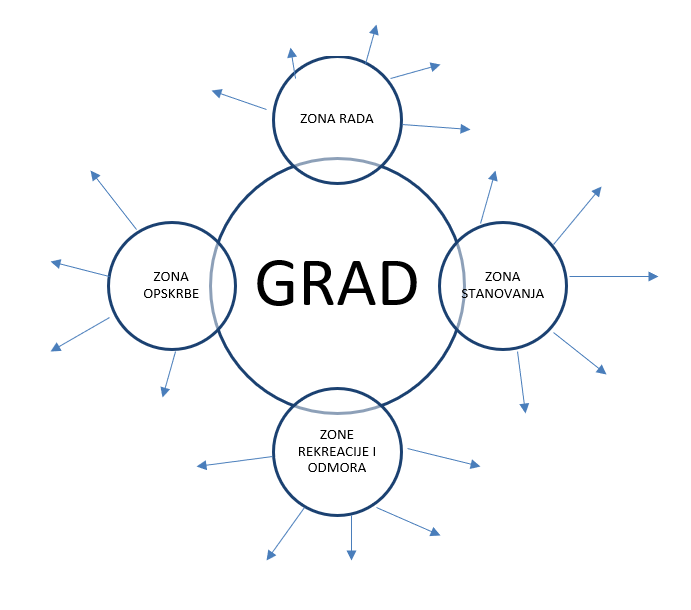 ZONA RADA
GRAD
ZONA
OPSKRBE
ZONA
STANOVANJA
ZONE
REKREACIJE I
ODMORA